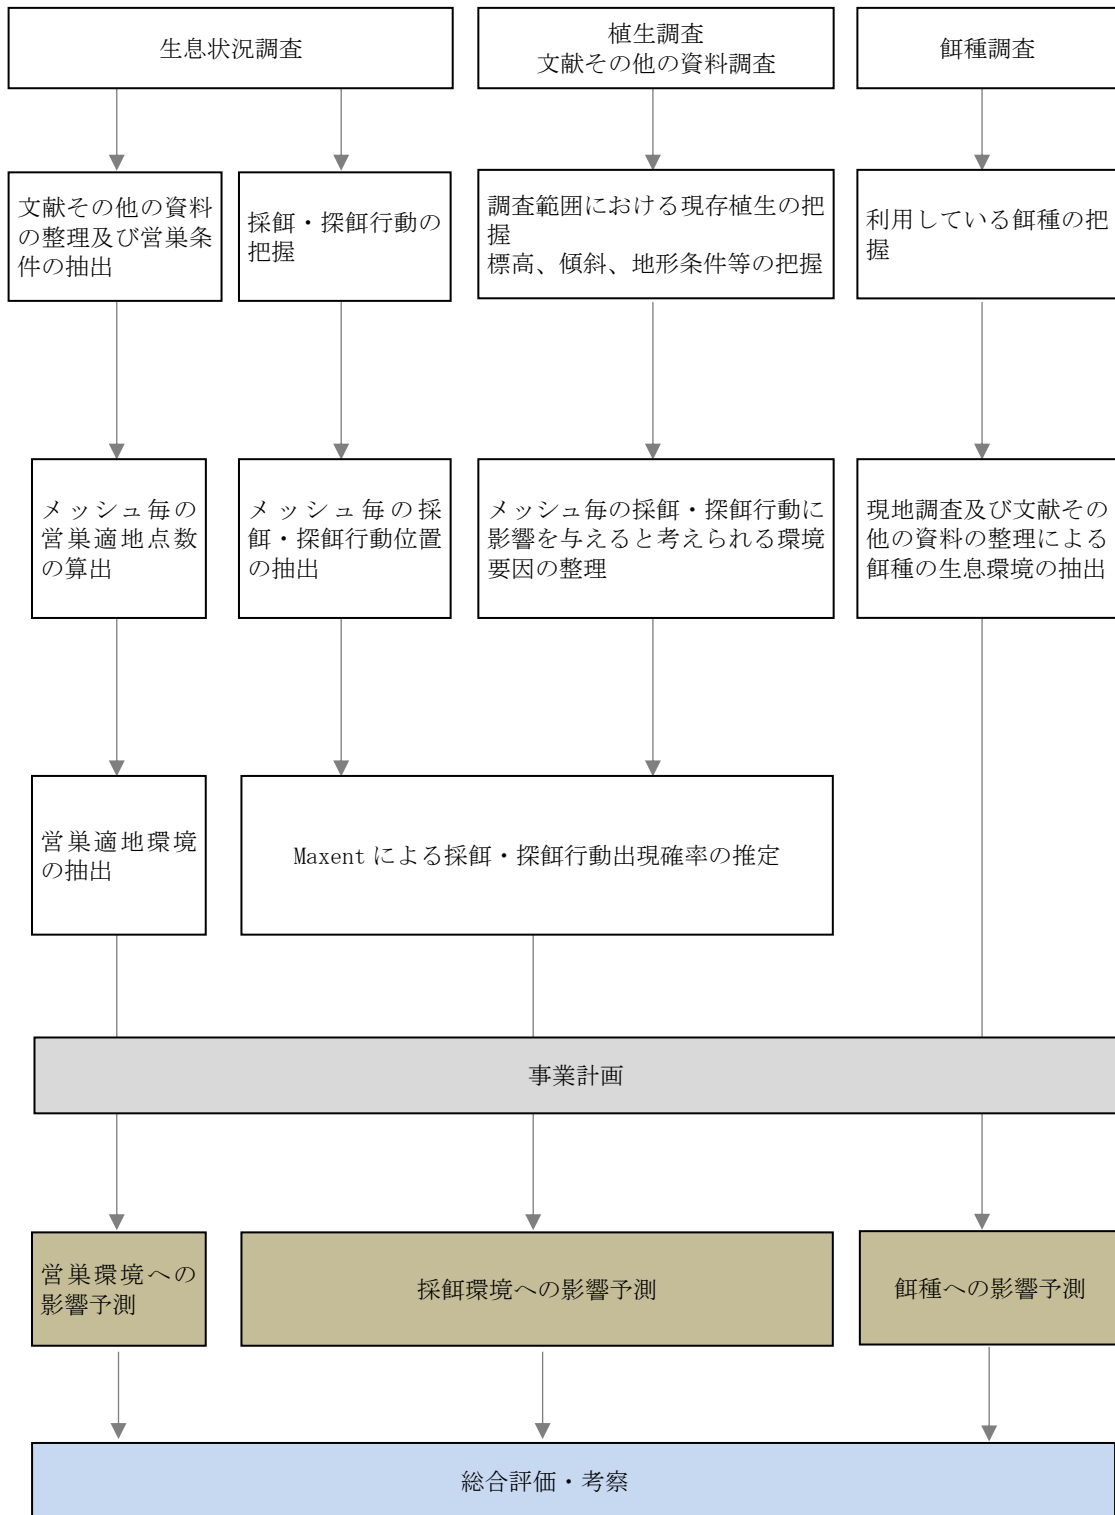 生息状況調査
植生調査
文献その他の資料調査
餌種調査
文献その他の資料
の整理及び営巣条
件の抽出
採餌・探餌行動の
把握
調査範囲における現存植生の把
握
標高、傾斜、地形条件等の把握
利用している餌種の把
握
メッシュ毎の
営巣適地点数
の算出
メッシュ毎の採
餌・探餌行動位置
の抽出
メッシュ毎の採餌・探餌行動に
影響を与えると考えられる環境
要因の整理
現地調査及び文献その
他の資料の整理による
餌種の生息環境の抽出
営巣適地環境
の抽出
Maxent による採餌・探餌行動出現確率の推定
事業計画
営巣環境への
影響予測
採餌環境への影響予測
餌種への影響予測
総合評価・考察